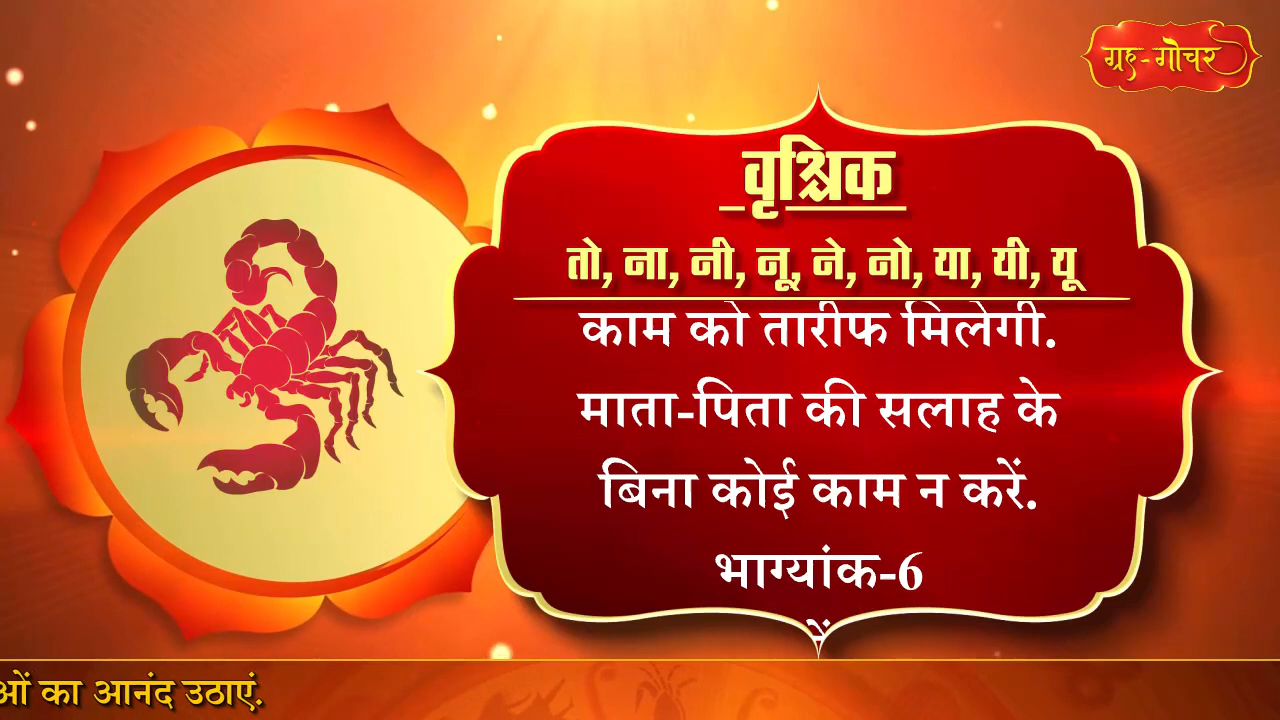 ग्रह-गोचर
वृश्चिक
तो, ना, नी, नू, ने, नो, या, यी, यू
काम को तारीफ मिलेगी.
माता-पिता की सलाह के
बिना कोई काम न करें.
भाग्यांक-6
ओं का आनंद उठाएं.